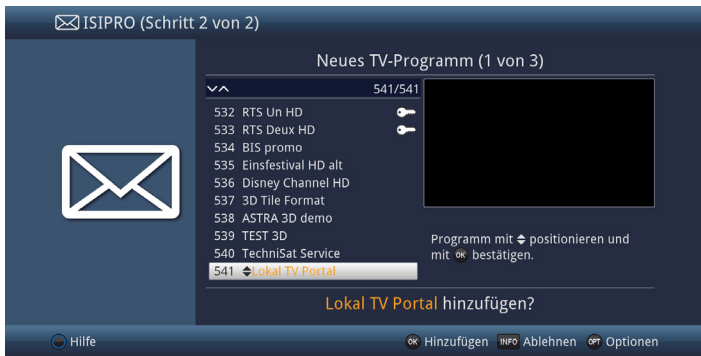 ISIPRO (Schritt 2 von 2)
Neues TV-Programm (1 von 3)
541/541
532 RTS Un HD
533 RTS Deux HD
534 BIS promo
535 Einsfestival HD alt
536 Disney Channel HD
537 3D Tile Format
538 ASTRA 3D demo
539 TEST 3D
540 TechniSat Service
541 Lokal TV Portal
Programm mit positionieren und
mit OK bestätigen.
Lokal TV Portal hinzufügen?
Hilfe
OK Hinzufügen INFO Ablehnen OPT Optionen